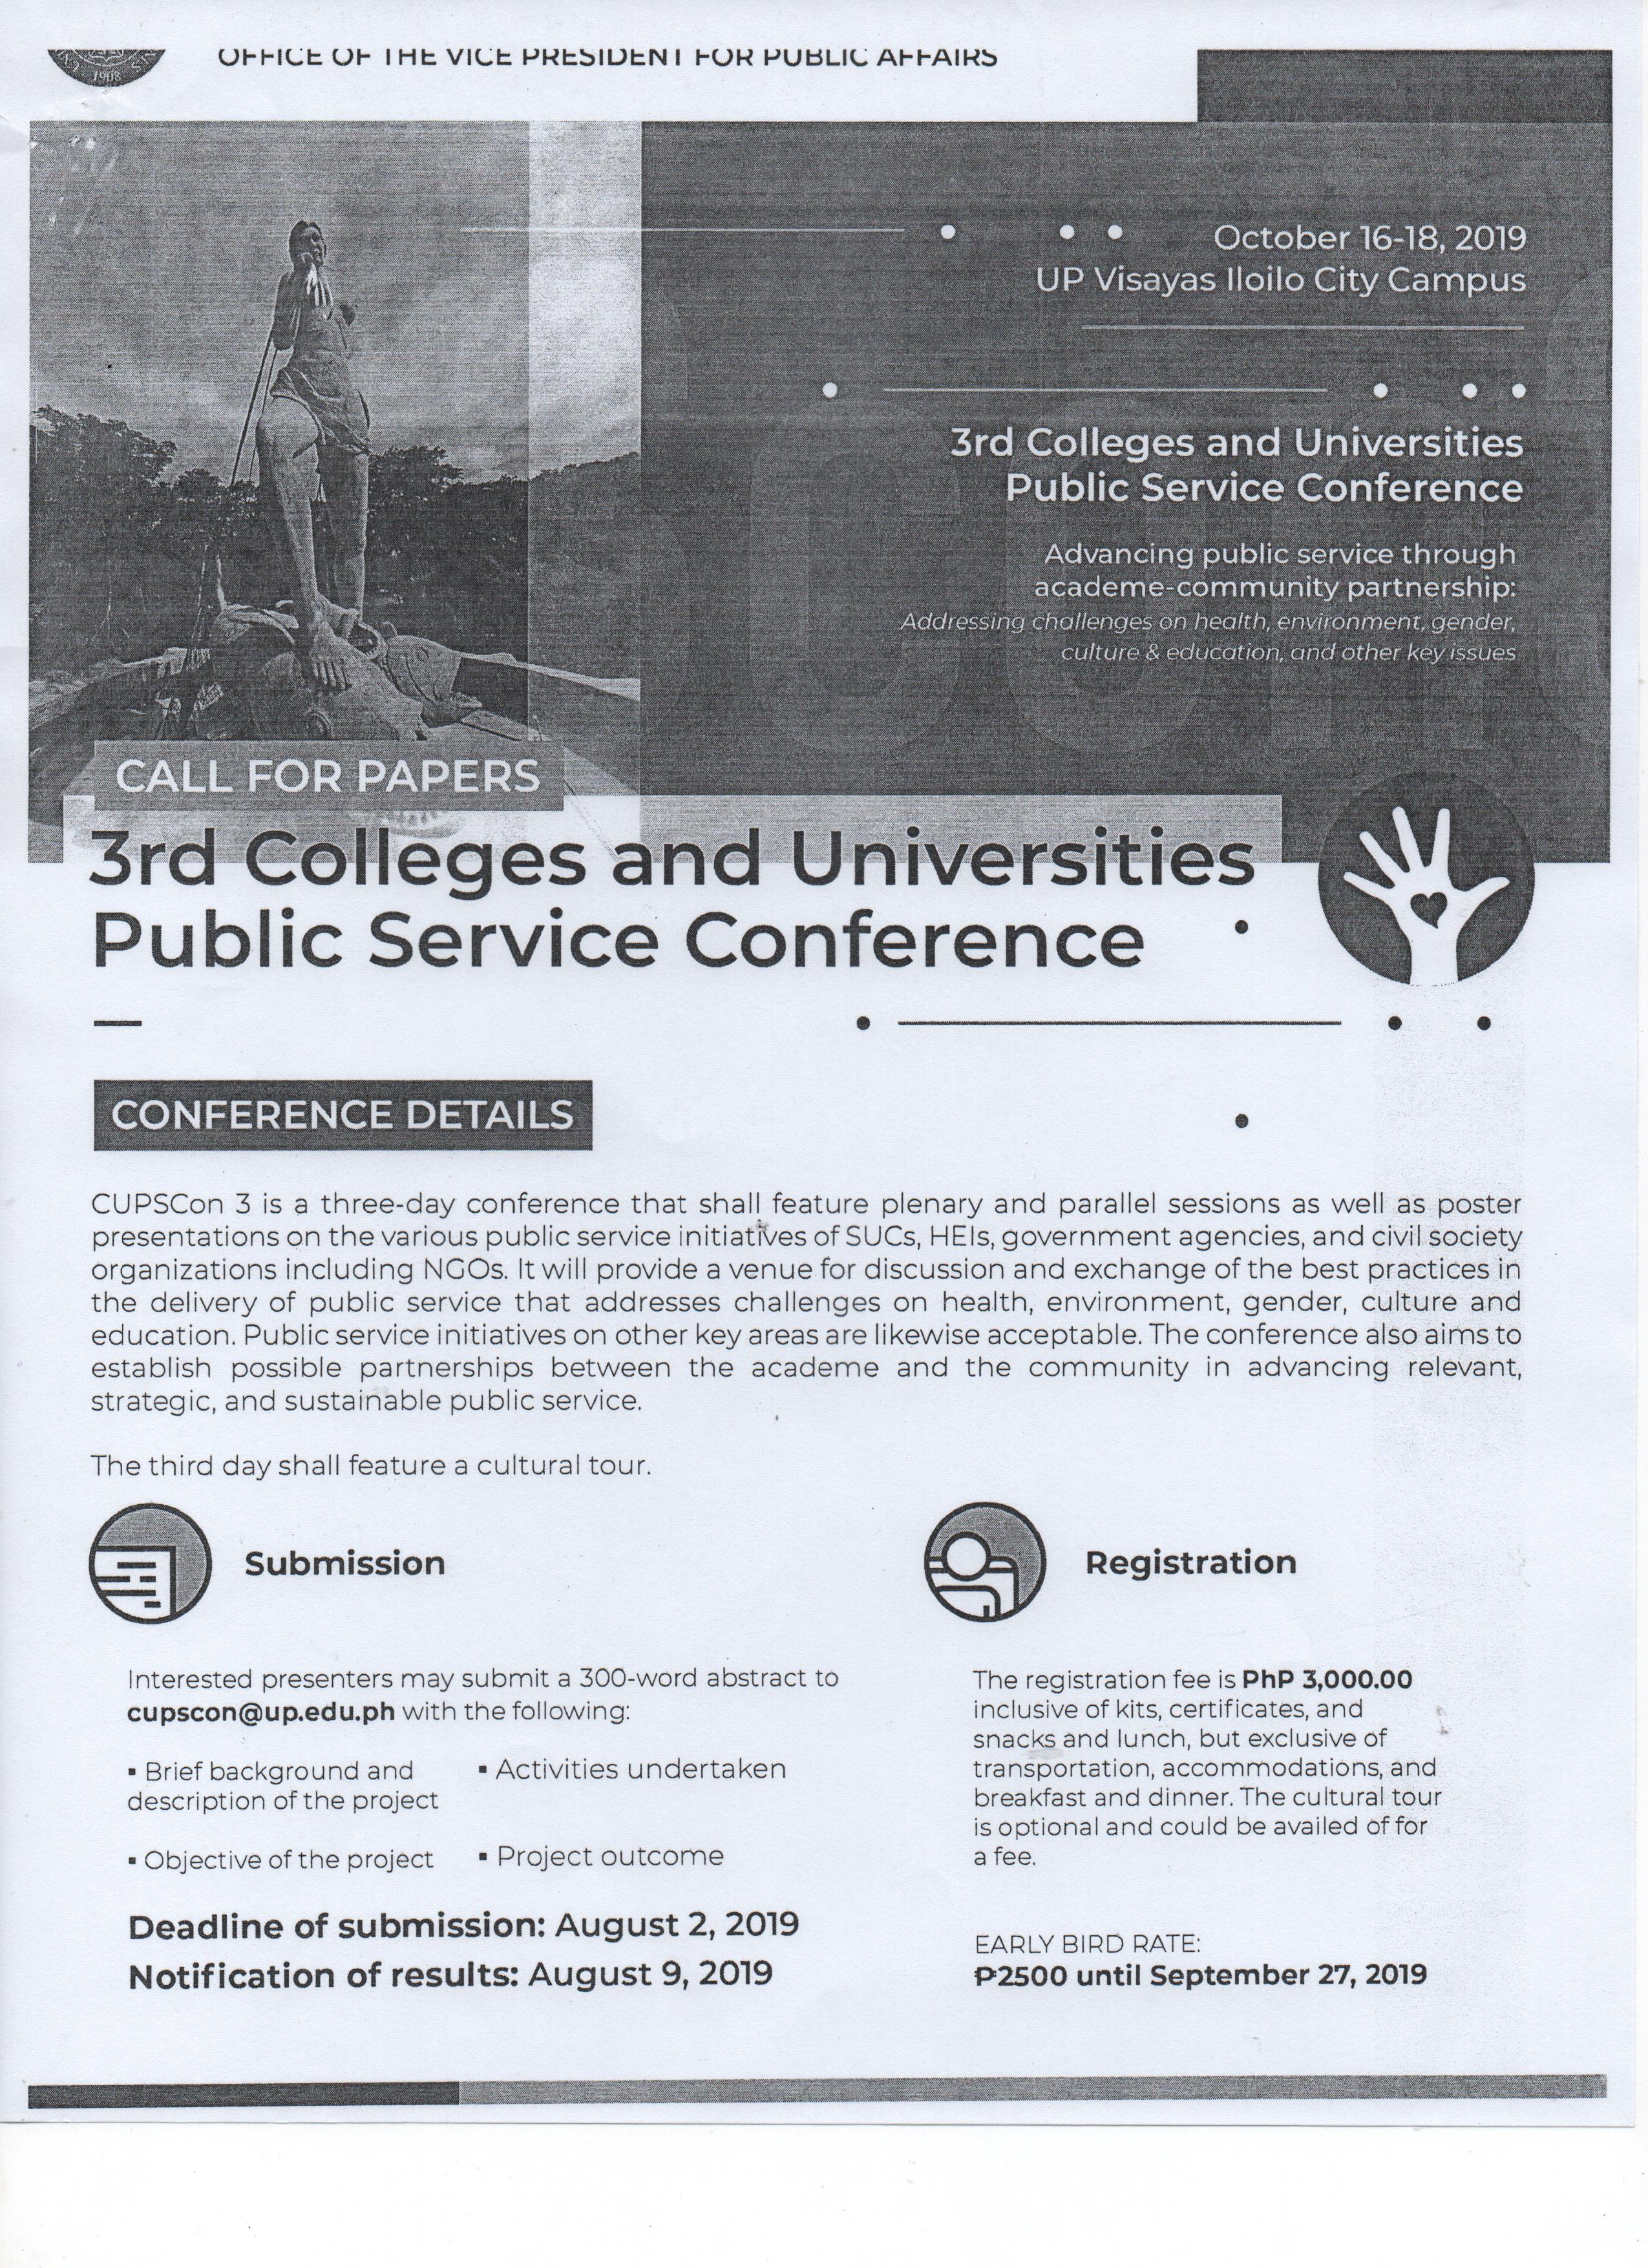 1908
OFFICE OF THE VICE PRESIDENT FOR PUBLIC AFFAIRS
October 16-18, 2019
UP Visayas Iloilo City Campus
3rd Colleges and Universities
Public Service Conference
Advancing public service through
academe-community partnership:
Addressing challenges on health, environment, gender,
culture & education, and other key issues
CALL FOR PAPERS
3rd Colleges and Universities
Public Service Conference
CONFERENCE DETAILS
CUPSCon 3 is a three-day conference that shall feature plenary and parallel sessions as well as poster
presentations on the various public service initiatives of SUCs, HEIs, government agencies, and civil society
organizations including NGOs. It will provide a venue for discussion and exchange of the best practices in
the delivery of public service that addresses challenges on health, environment, gender, culture and
education. Public service initiatives on other key areas are likewise acceptable. The conference also aims to
establish possible partnerships between the academe and the community in advancing relevant,
strategic, and sustainable public service.
The third day shall feature a cultural tour.
Submission
Interested presenters may submit a 300-word abstract to
cupscon@up.edu.ph with the following:
▪ Brief background and
description of the project
▪ Objective of the project
▪ Activities undertaken
▪ Project outcome
Deadline of submission: August 2, 2019
Notification of results: August 9, 2019
Registration
The registration fee is PhP 3,000.00
inclusive of kits, certificates, and
snacks and lunch, but exclusive of
transportation, accommodations, and
breakfast and dinner. The cultural tour
is optional and could be availed of for
a fee.
EARLY BIRD RATE:
₱2500 until September 27, 2019